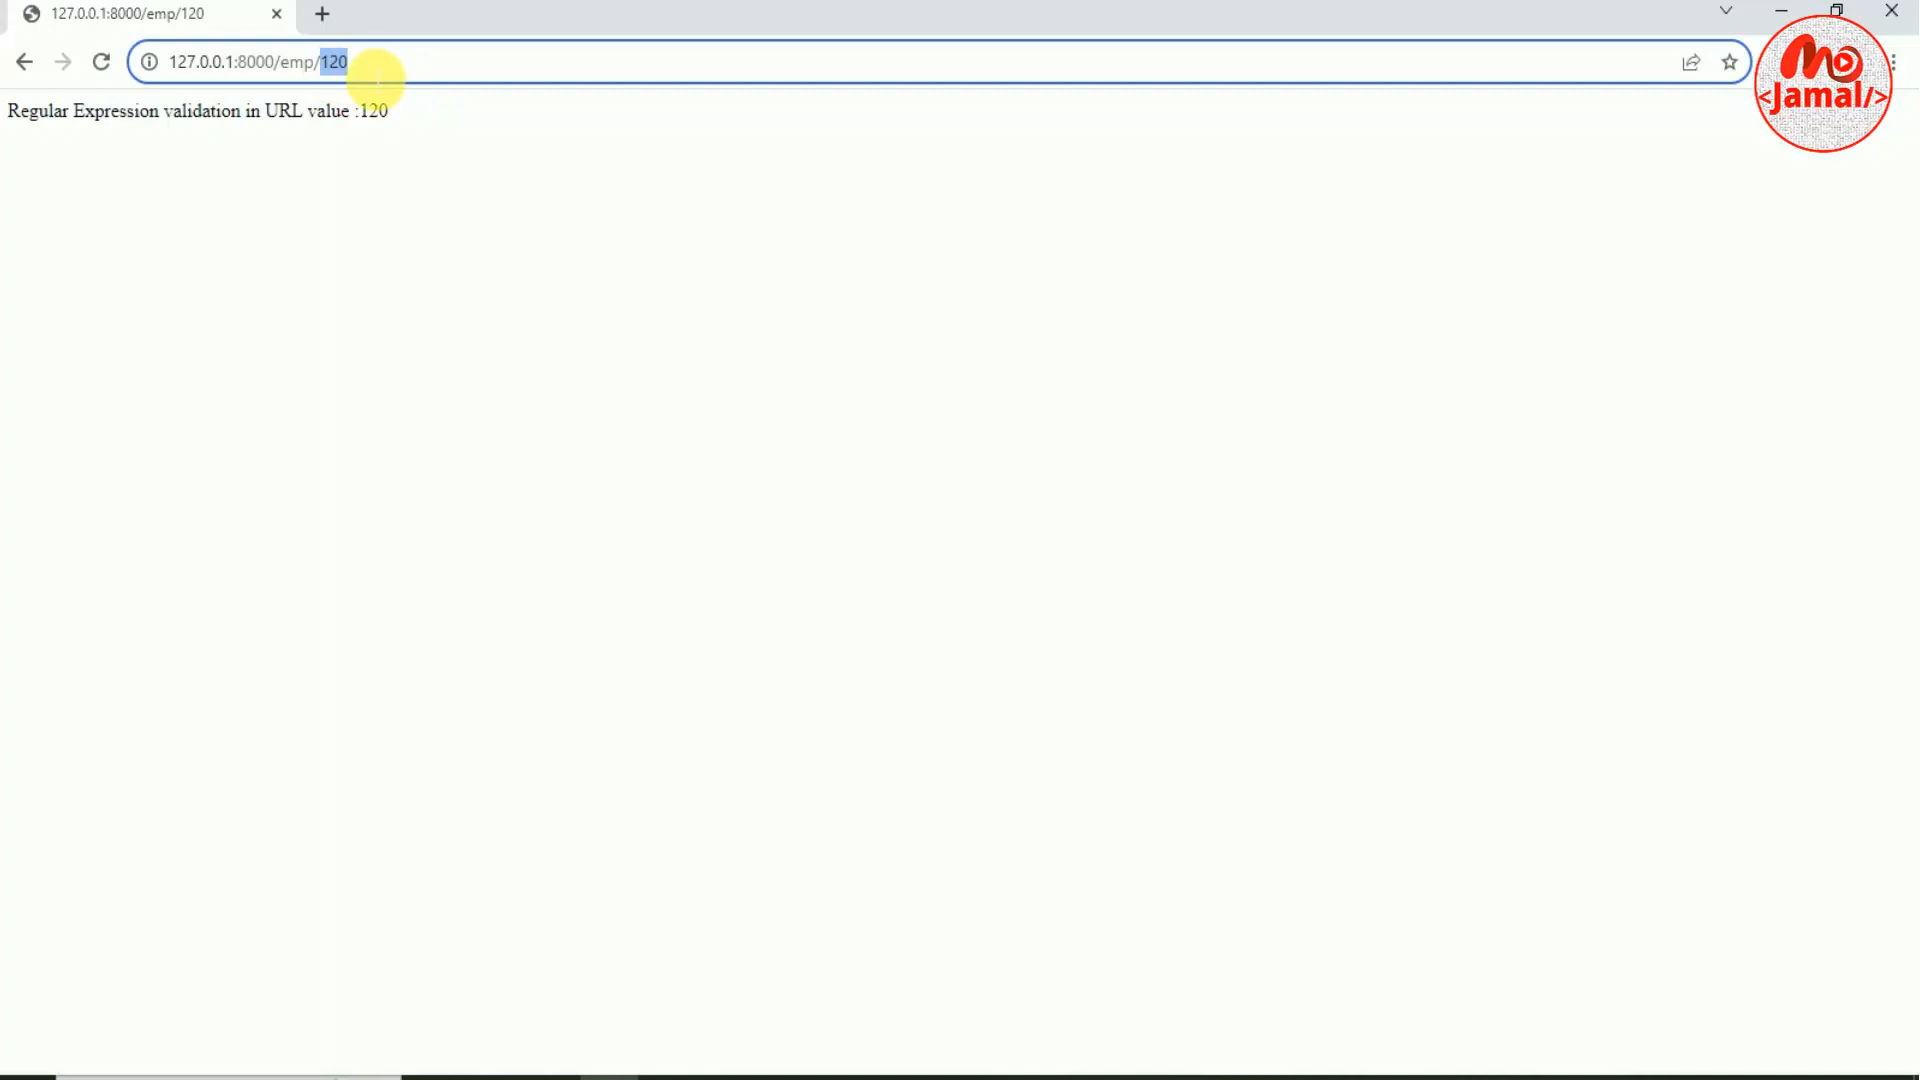 127.0.0.1:8000/emp/120
127.0.0.1:8000/emp/120
Regular Expression validation in URL value :120
Mo
<Jamal/>